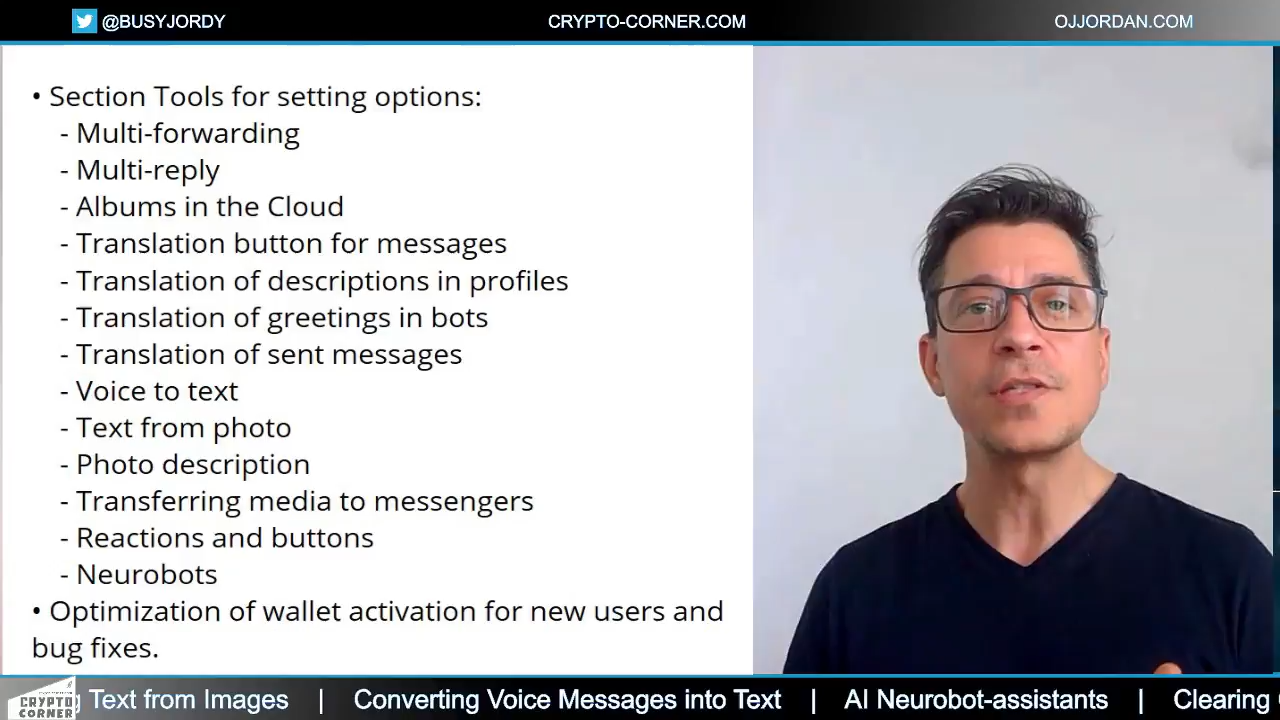 @BUSYJORDY
CRYPTO-CORNER.COM
OJJORDAN.COM
• Section Tools for setting options:
- Multi-forwarding
- Multi-reply
- Albums in the Cloud
- Translation button for messages
- Translation of descriptions in profiles
- Translation of greetings in bots
- Translation of sent messages
- Voice to text
- Text from photo
- Photo description
- Transferring media to messengers
- Reactions and buttons
- Neurobots
• Optimization of wallet activation for new users and
bug fixes.
CRYPTO
CORNER
Text from Images | Converting Voice Messages into Text | AI Neurobot-assistants | Clearing